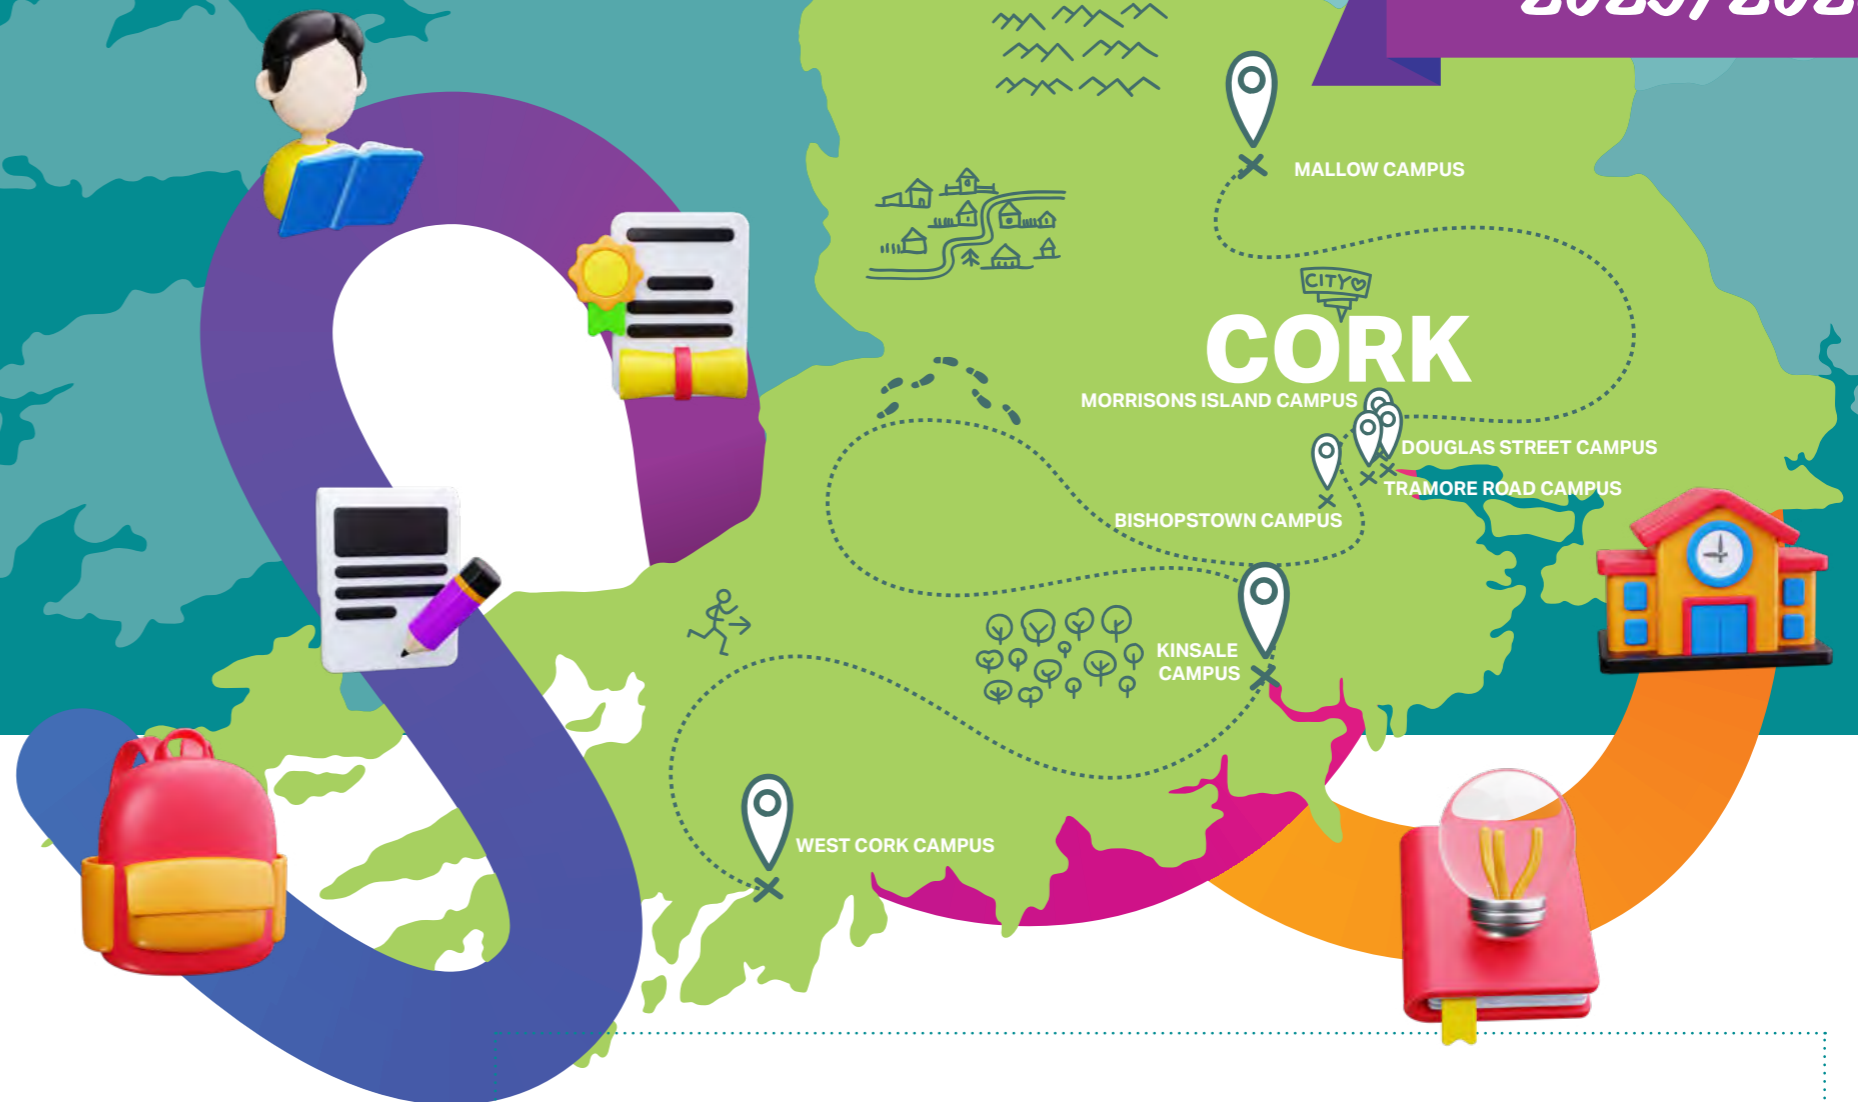 MALLOW CAMPUS
CITY
CORK
MORRISONS ISLAND CAMPUS
DOUGLAS STREET CAMPUS
TRAMORE ROAD CAMPUS
BISHOPSTOWN CAMPUS
KINSALE
CAMPUS
WEST CORK CAMPUS